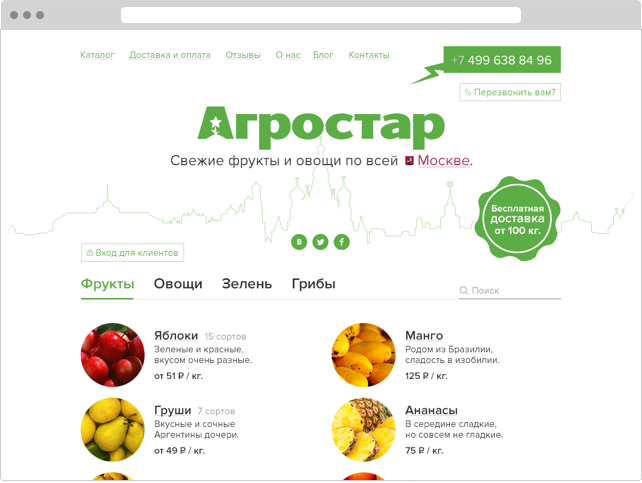 Каталог Доставка и оплата Отзывы О нас Блог Контакты
+7 499 638 84 96
Перезвонить вам?
Агростар
Свежие фрукты и овощи по всей Москве.
Бесплатная
доставка
от 100 кг.
Вход для клиентов
Фрукты Овощи Зелень Грибы
Поиск
Яблоки 15 сортов
Зеленые и красные,
вкусом очень разные.
от 51 ₽ / кг.
Манго
Родом из Бразилии,
сладость в изобилии.
125 ₽ / кг.
Груши 7 сортов
Вкусные и сочные
Аргентины дочери.
от 49 ₽ / кг.
Ананасы
В середине сладкие,
но совсем не гладкие.
75 ₽ / кг.